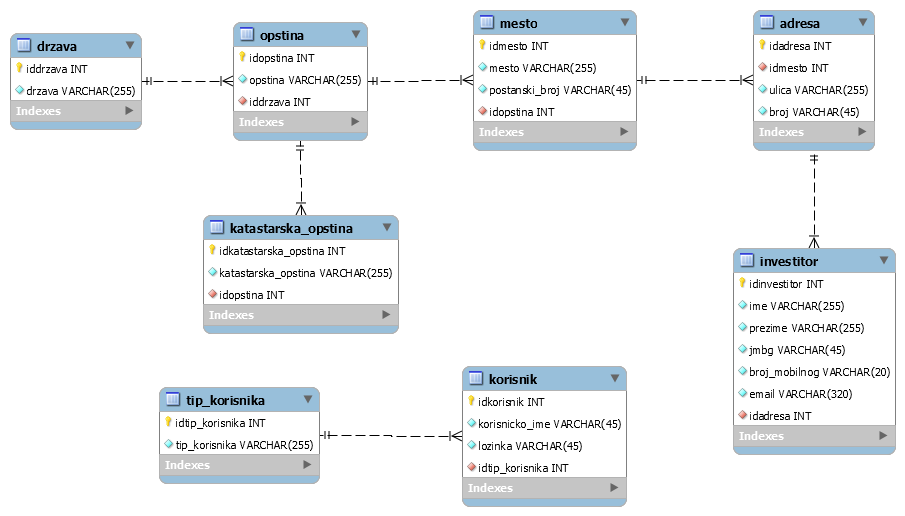 drzava
iddrzava INT
drzava VARCHAR(255)
Indexes
opstina
idopstina INT
opstina VARCHAR(255)
iddrzava INT
Indexes
mesto
idmesto INT
mesto VARCHAR(255)
postanski_broj VARCHAR(45)
idopstina INT
Indexes
adresa
idadresa INT
idmesto INT
ulica VARCHAR(255)
broj VARCHAR(45)
Indexes
katastarska_opstina
idkatastarska_opstina INT
katastarska_opstina VARCHAR(255)
idopstina INT
Indexes
investitor
idinvestitor INT
ime VARCHAR(255)
prezime VARCHAR(255)
jmbg VARCHAR(45)
broj_mobilnog VARCHAR(20)
email VARCHAR(320)
idadresa INT
Indexes
tip_korisnika
idtip_korisnika INT
tip_korisnika VARCHAR(255)
Indexes
korisnik
idkorisnik INT
korisnicko_ime VARCHAR(45)
lozinka VARCHAR(45)
idtip_korisnika INT
Indexes